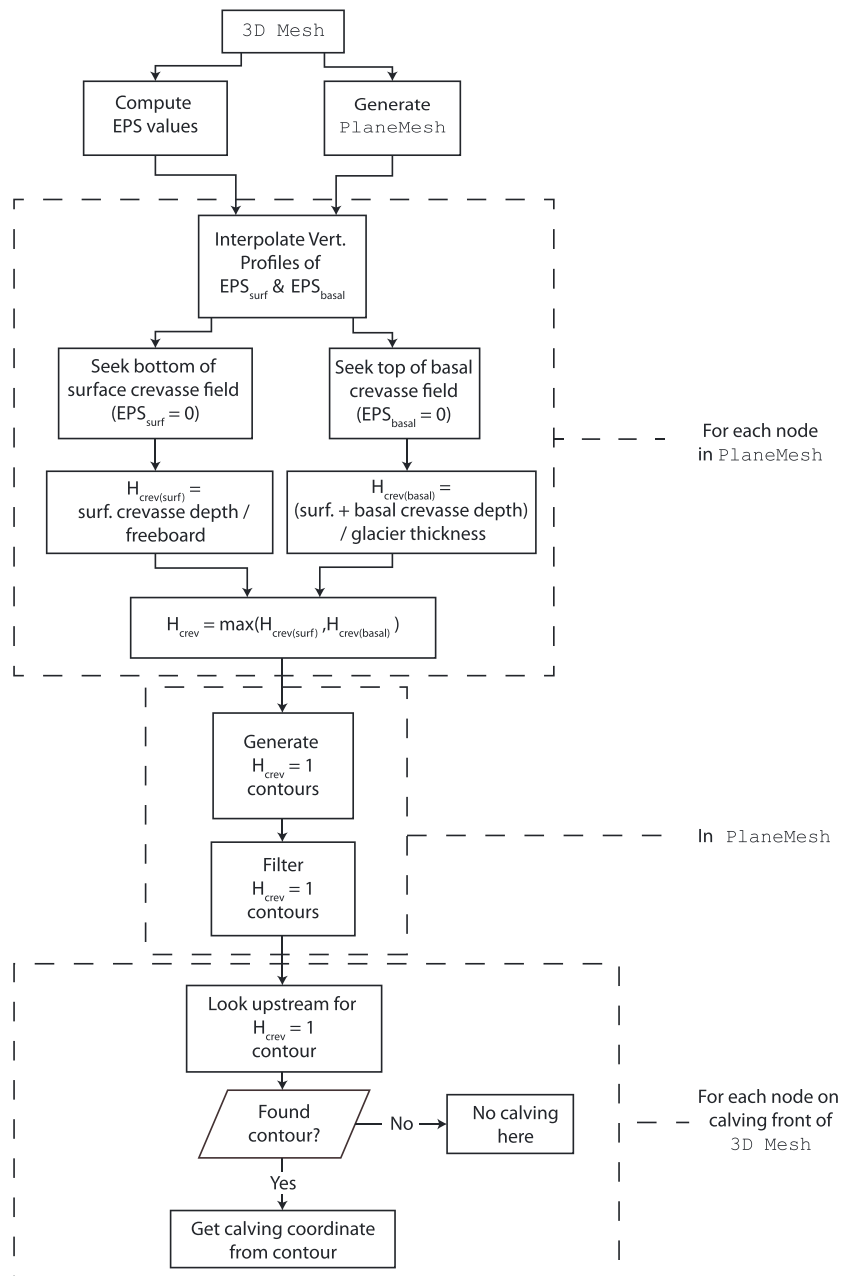 3D Mesh
Compute
EPS values
Generate
PlaneMesh
Interpolate Vert.
Profiles of
EPSsurf & EPSbasal
Seek bottom of
surface crevasse field
(EPSsurf = 0)
Seek top of basal
crevasse field
(EPSbasal = 0)
For each node
in PlaneMesh
Hcrev(surf) =
surf. crevasse depth /
freeboard
Hcrev(basal) =
(surf. + basal crevasse depth)
/ glacier thickness
Hcrev = max(Hcrev(surf) ,Hcrev(basal) )
Generate
Hcrev = 1
contours
In PlaneMesh
Filter
Hcrev = 1
contours
Look upstream for
Hcrev = 1
contour
Found
contour?
No
No calving
here
For each node on
calving front of
3D Mesh
Yes
Get calving coordinate
from contour